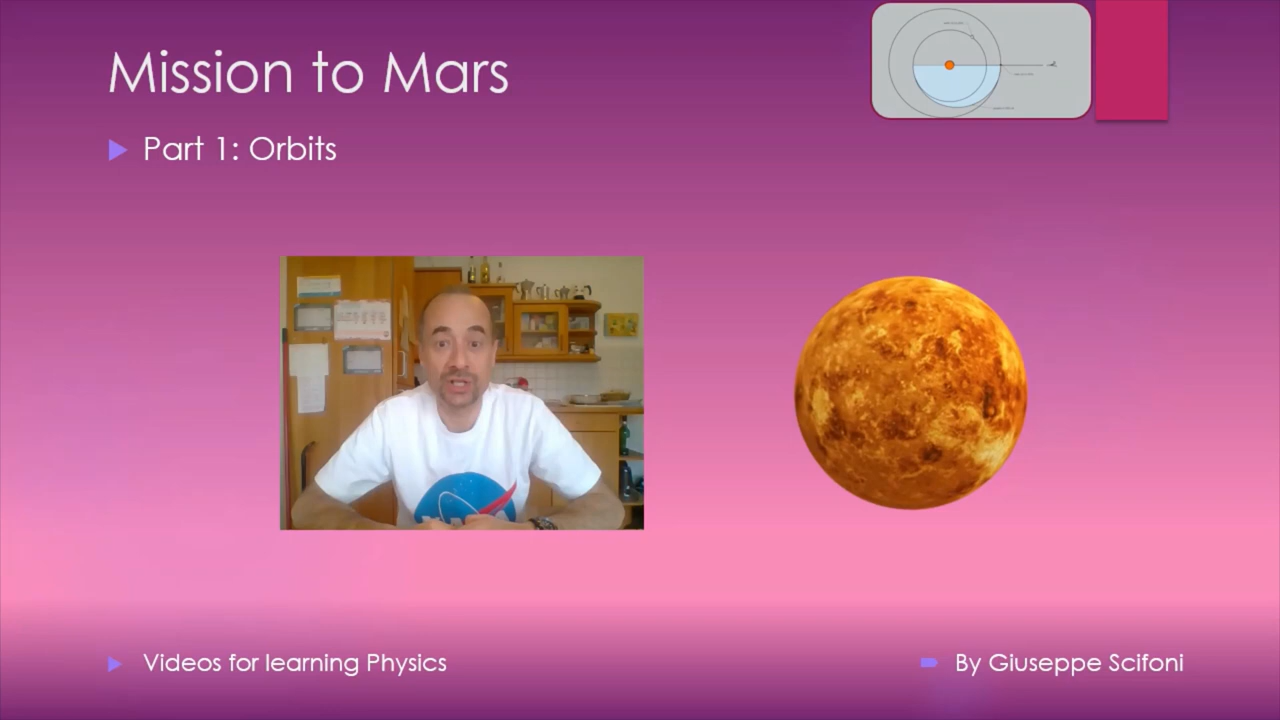 Mission to Mars
Part 1: Orbits
Videos for learning Physics
By Giuseppe Scifoni